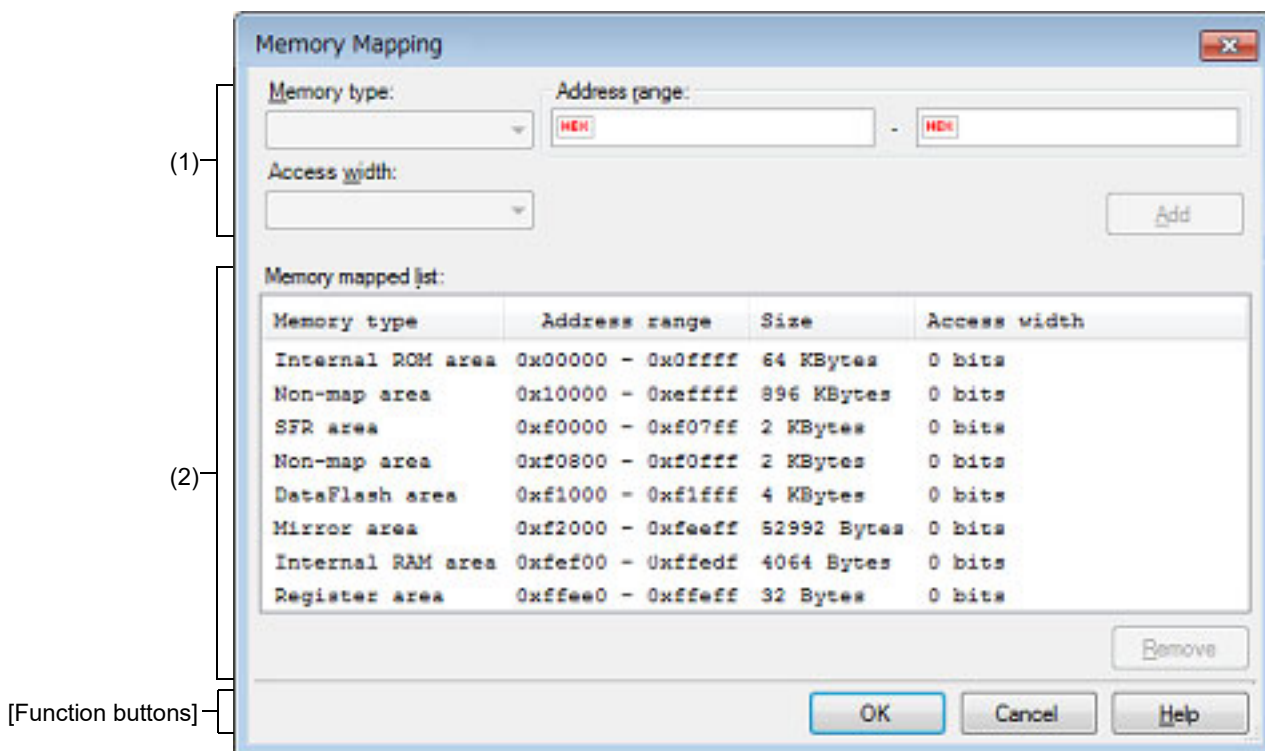 Memory Mapping
Memory type:
Address range:
HEX - HEX
(1)
Access width:
Add
Memory mapped list:
Memory type Address range Size Access width
Internal ROM area 0x00000 - 0x0ffff 64 KBytes 0 bits
Non-map area 0x10000 - 0xeffff 896 KBytes 0 bits
SFR area 0xf0000 - 0xf07ff 2 KBytes 0 bits
Non-map area 0xf0800 - 0xf0fff 2 KBytes 0 bits
(2)
DataFlash area 0xf1000 - 0xf1fff 4 KBytes 0 bits
Mirror area 0xf2000 - 0xfeeff 52992 Bytes 0 bits
Internal RAM area 0xfef00 - 0xffedf 4064 Bytes 0 bits
Register area 0xffee0 - 0xffeff 32 Bytes 0 bits
Remove
[Function buttons]
OK Cancel Help